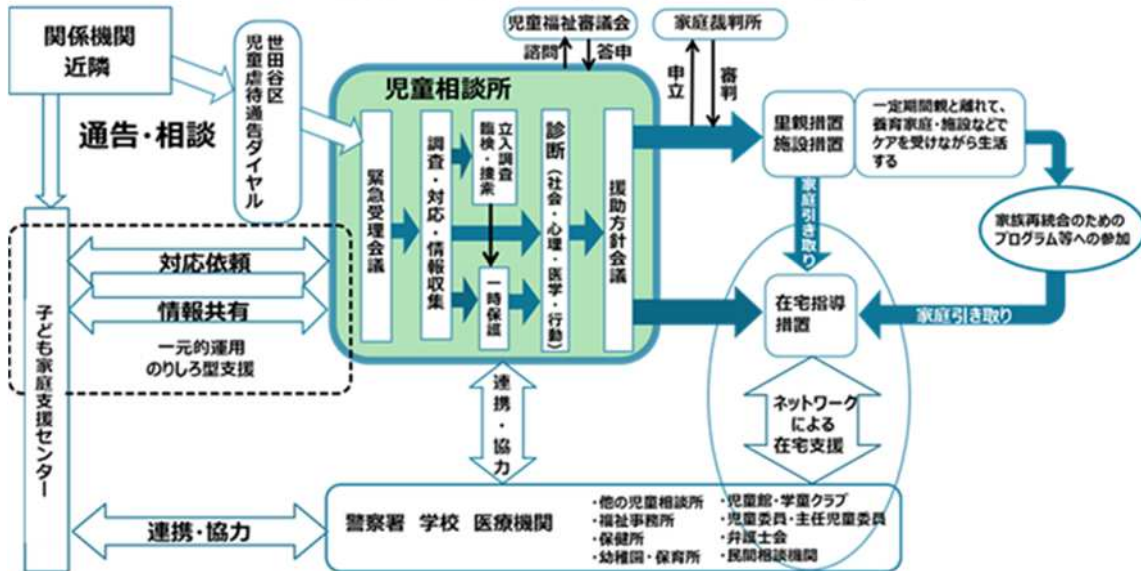 関係機関
近隣
通告・相談
世田谷区
児童虐待通告ダイヤル
児童福祉審議会
諮問
答申
家庭裁判所
申立
審判
児童相談所
緊急受理会議
調査・対応・情報収集
立入調査
臨検・捜索
一時保護
診断(社会・心理・医学・行動)
援助方針会議
里親措置
施設措置
一定期間親と離れて、
養育家庭・施設などで
ケアを受けながら生活
する
家族再統合のための
プログラム等への参加
家庭引き取り
家庭引き取り
在宅指導
措置
ネットワーク
による
在宅支援
対応依頼
情報共有
一元的運用
のりしろ型支援
子ども家庭支援センター
連携・協力
連携・協力
警察署 学校 医療機関
・他の児童相談所
・福祉事務所
・保健所
・幼稚園・保育所
・児童館・学童クラブ
・児童委員・主任児童委員
・弁護士会
・民間相談機関